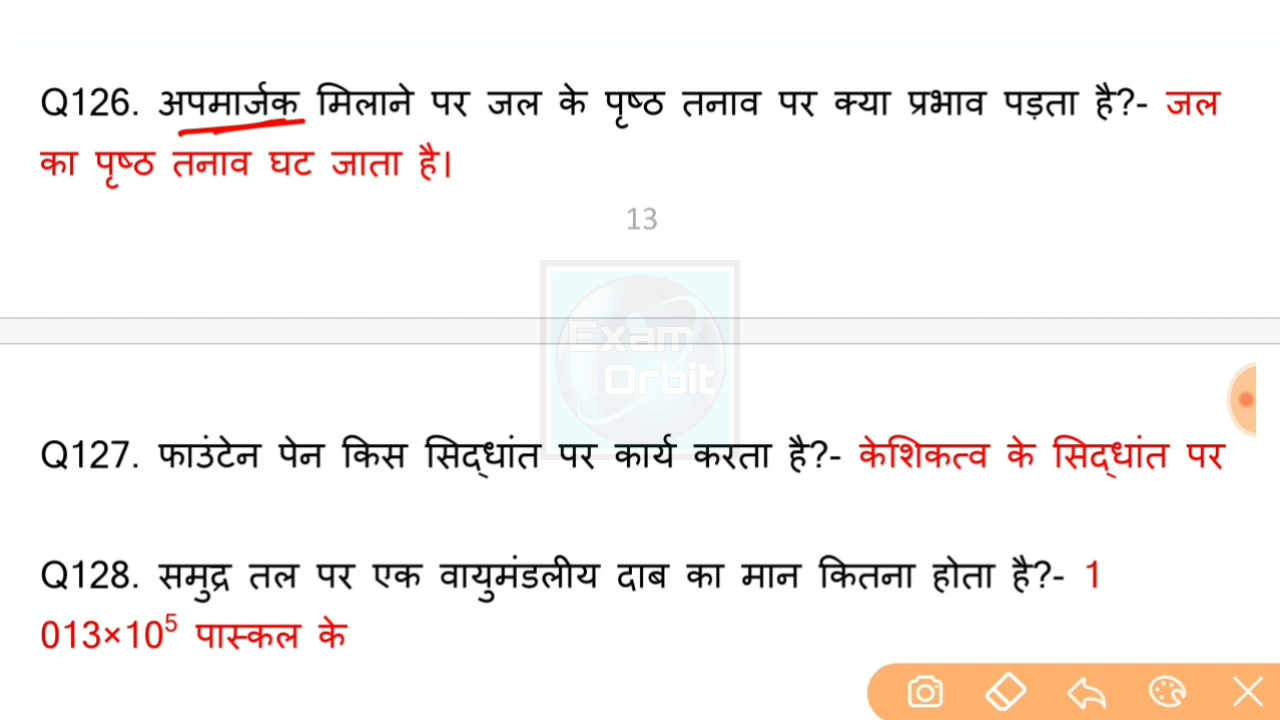 Q126. अपमार्जक मिलाने पर जल के पृष्ठ तनाव पर क्या प्रभाव पड़ता है?- जल
का पृष्ठ तनाव घट जाता है।
13
Exam
Orbit
Q127. फाउंटेन पेन किस सिद्धांत पर कार्य करता है?- केशिकत्व के सिद्धांत पर
Q128. समुद्र तल पर एक वायुमंडलीय दाब का मान कितना होता है?- 1
013×10⁵ पास्कल के